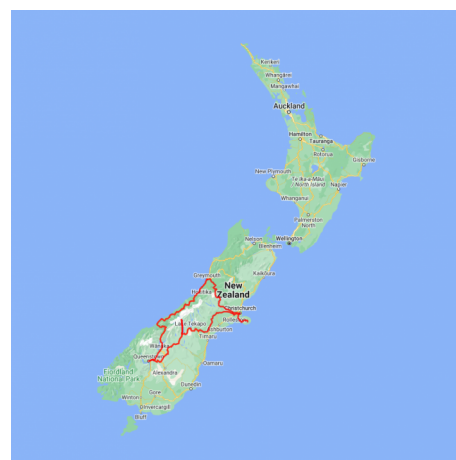 Kaikeri
Whangārei
Mangawhai
Auckland
Hamilton
Tauranga
Rotorua
Gisborne
New Plymouth
Te Ika-a-Māui
North Island
Napier
Whanganui
Palmerston
North
Nelson
Wellington
Blenheim
Kaikōura
Greymouth
Hokitika
New
Zealand
Christchurch
Rolleston
Lake Tekapo
Ashburton
Timaru
Wānaka
Queenstown
Oamaru
Fiordland
National Park
Alexandra
Dunedin
Gore
Winton
Invercargill
Bluff